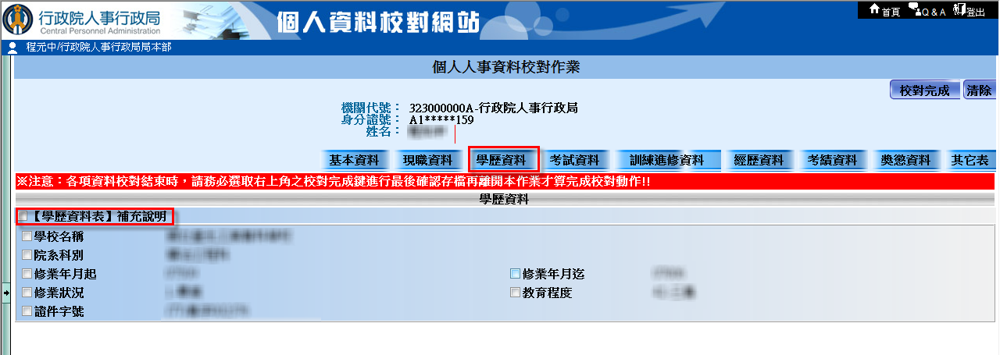 行政院人事行政局
Central Personnel Administration
個人資料校對網站
首頁 Q & A 登出
程元中/行政院人事行政局局本部
個人人事資料校對作業
校對完成 清除
機關代號： 323000000A-行政院人事行政局
身分證號： A1*****159
姓名：
基本資料 現職資料 學歷資料 考試資料 訓練進修資料 經歷資料 考績資料 獎懲資料 其它表
※注意：各項資料校對結束時，請務必選取右上角之校對完成鍵進行最後確認存檔再離開本作業才算完成校對動作!!
學歷資料
【學歷資料表】補充說明
學校名稱
院系科別
修業年月起 修業年月迄
修業狀況 教育程度
證件字號